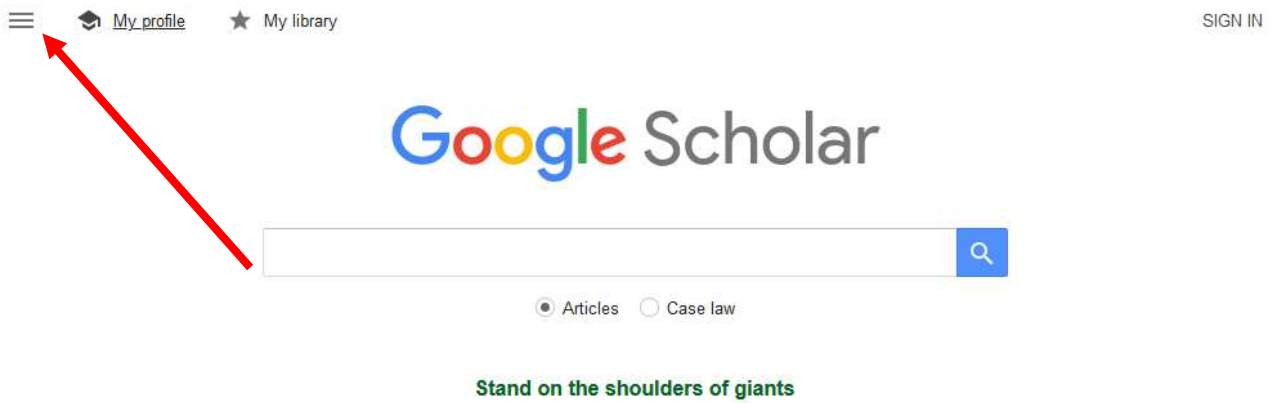 My profile My library SIGN IN
Google Scholar
Articles Case law
Stand on the shoulders of giants